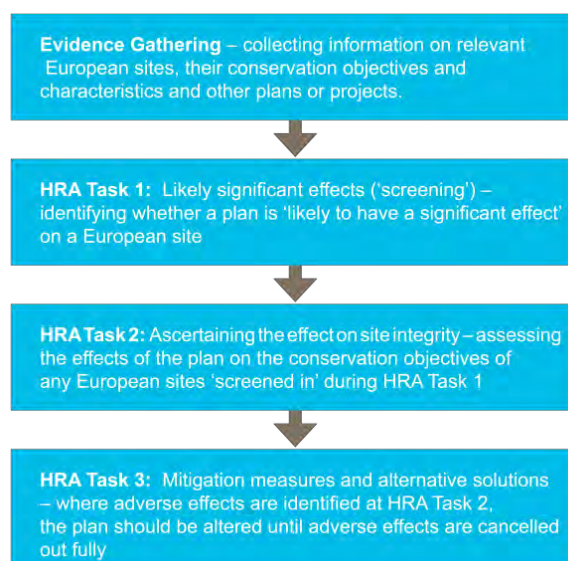 Evidence Gathering – collecting information on relevant
European sites, their conservation objectives and
characteristics and other plans or projects.
HRA Task 1: Likely significant effects (‘screening’) –
identifying whether a plan is ‘likely to have a significant effect’
on a European site
HRA Task 2: Ascertaining the effect on site integrity – assessing
the effects of the plan on the conservation objectives of
any European sites ‘screened in’ during HRA Task 1
HRA Task 3: Mitigation measures and alternative solutions
– where adverse effects are identified at HRA Task 2,
the plan should be altered until adverse effects are cancelled
out fully